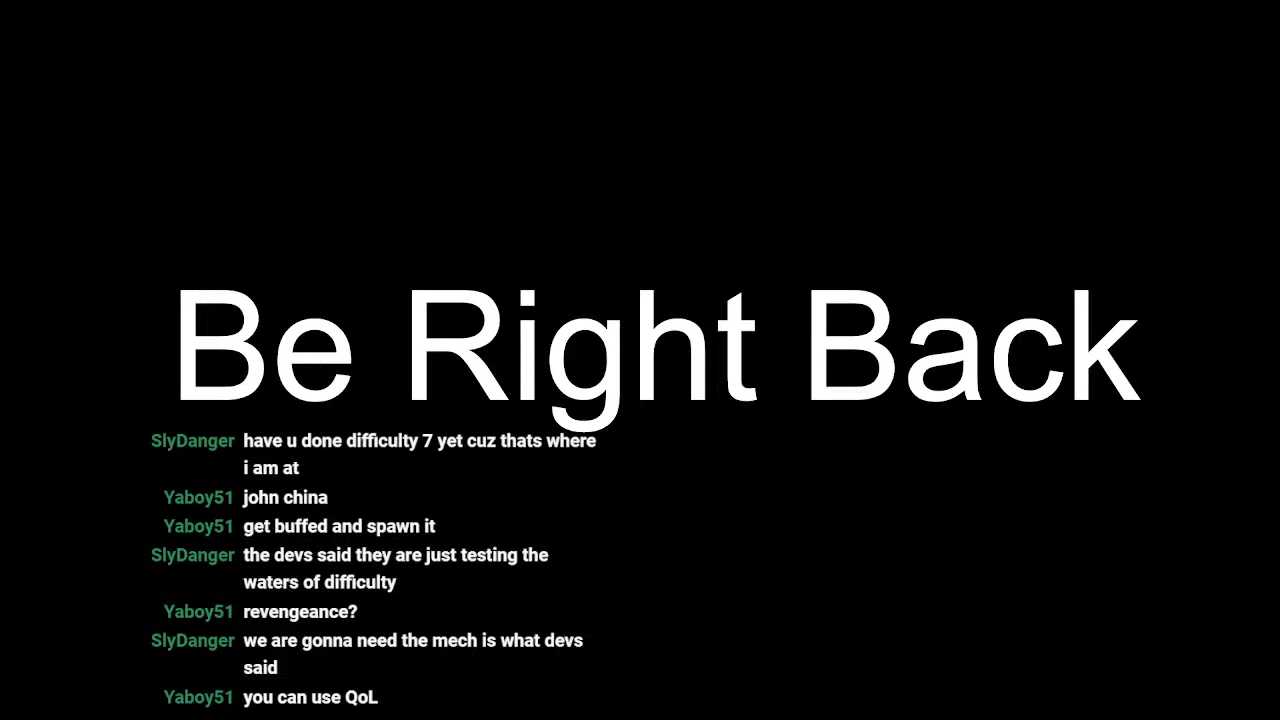 Be Right Back
SlyDanger have u done difficulty 7 yet cuz thats where
i am at
Yaboy51 john china
Yaboy51 get buffed and spawn it
SlyDanger the devs said they are just testing the
waters of difficulty
Yaboy51 revengeance?
SlyDanger we are gonna need the mech is what devs
said
Yaboy51 you can use QoL